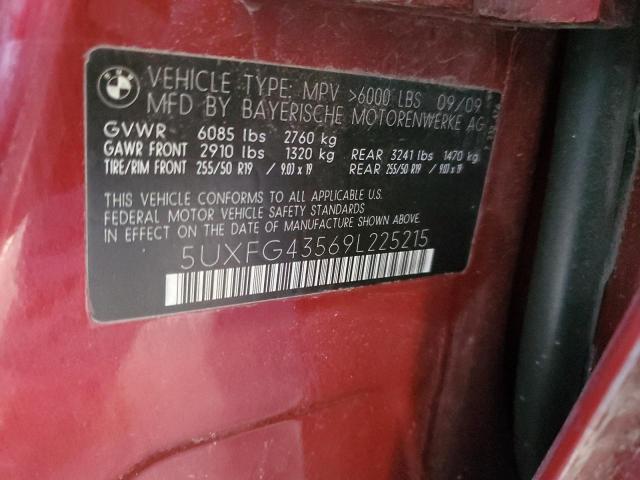 BMW
VEHICLE TYPE: MPV >6000 LBS 09/09
MFD BY BAYERISCHE MOTORENWERKE AG
GVWR 6085 lbs 2760 kg
GAWR FRONT 2910 lbs 1320 kg REAR 3241 lbs 1470 kg
TIRE/RIM FRONT 255/50 R19 / 9.0J x 19 REAR 255/50 R19 / 9.0J x 19
THIS VEHICLE CONFORMS TO ALL APPLICABLE U.S.
FEDERAL MOTOR VEHICLE SAFETY STANDARDS
IN EFFECT ON THE DATE OF MANUFACTURE SHOWN ABOVE.
5UXFG43569L225215